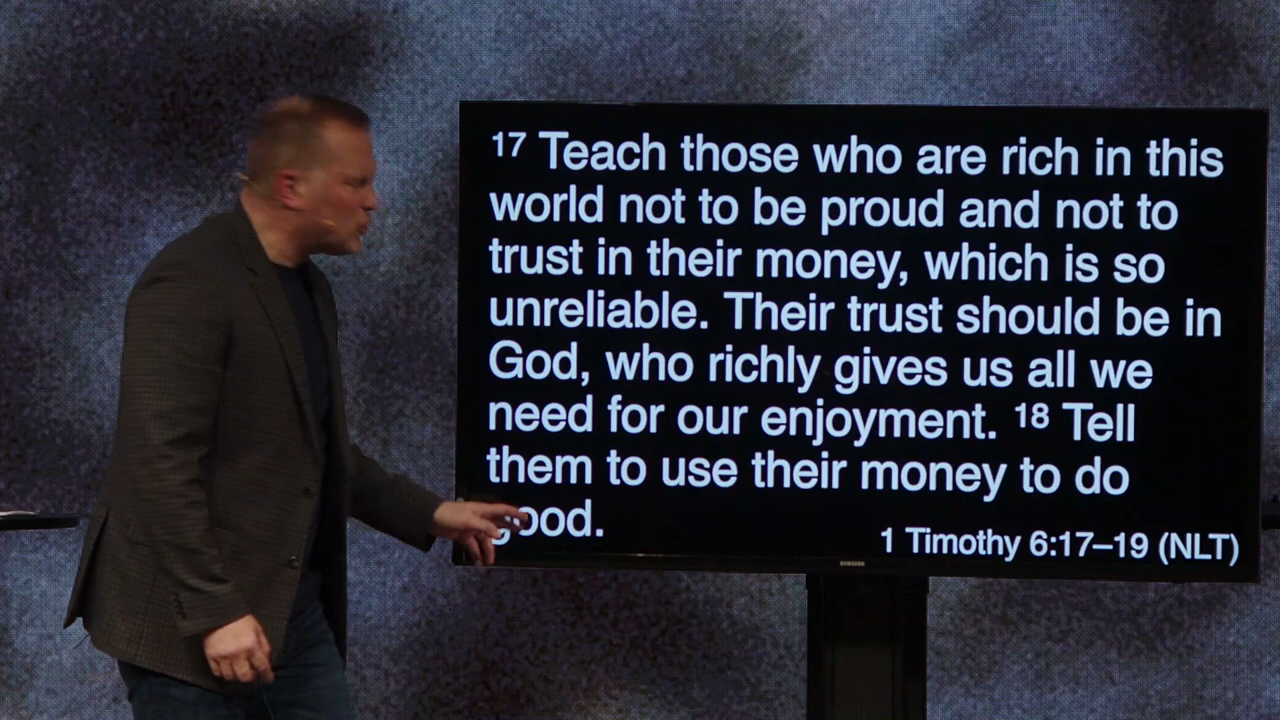 17 Teach those who are rich in this
world not to be proud and not to
trust in their money, which is so
unreliable. Their trust should be in
God, who richly gives us all we
need for our enjoyment. 18 Tell
them to use their money to do
good.
1 Timothy 6:17–19 (NLT)
SAMSUNG